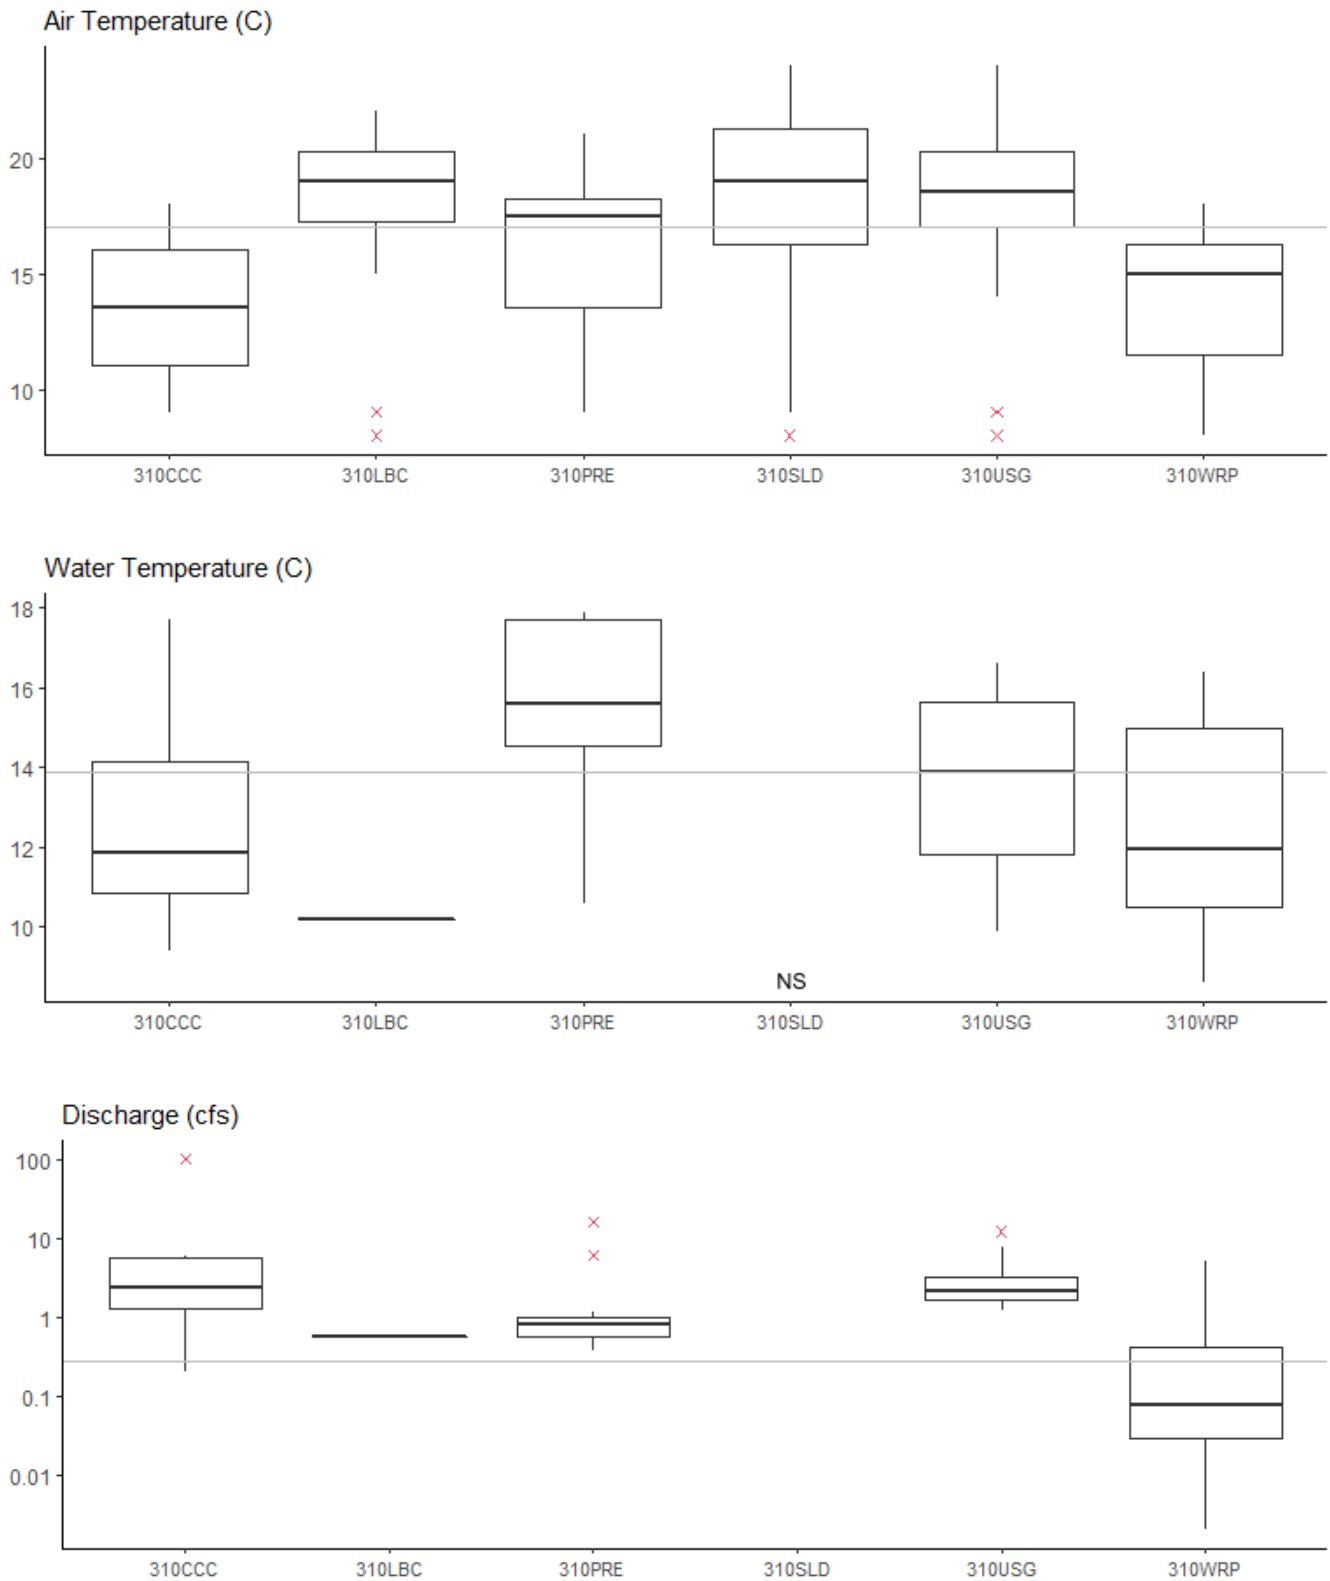 Air Temperature (C)
20
15
10
310CCC 310LBC 310PRE 310SLD 310USG 310WRP
Water Temperature (C)
18
16
14
12
10
NS
310CCC 310LBC 310PRE 310SLD 310USG 310WRP
Discharge (cfs)
100
10
1
0.1
0.01
310CCC 310LBC 310PRE 310SLD 310USG 310WRP